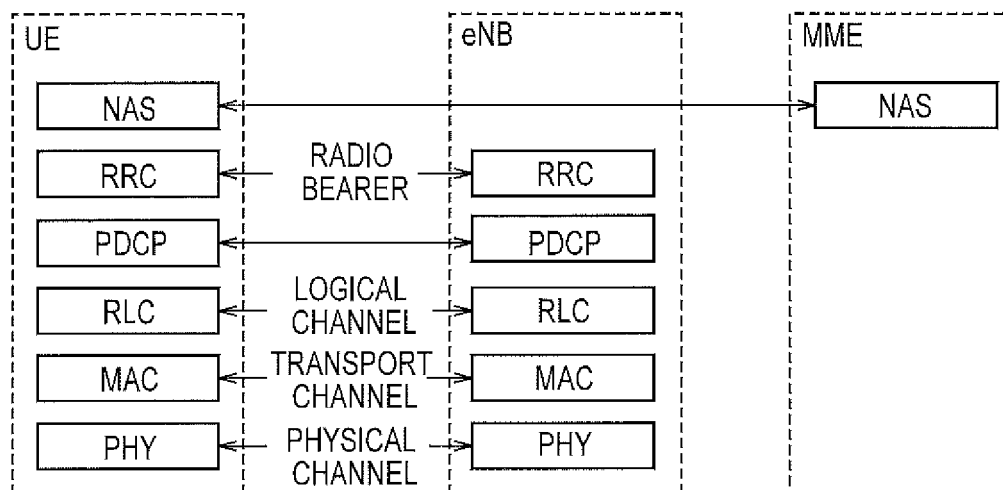 UE
eNB
MME
NAS
NAS
RRC
RADIO
BEARER
RRC
PDCP
PDCP
RLC
LOGICAL
CHANNEL
RLC
MAC
TRANSPORT
CHANNEL
MAC
PHY
PHYSICAL
CHANNEL
PHY